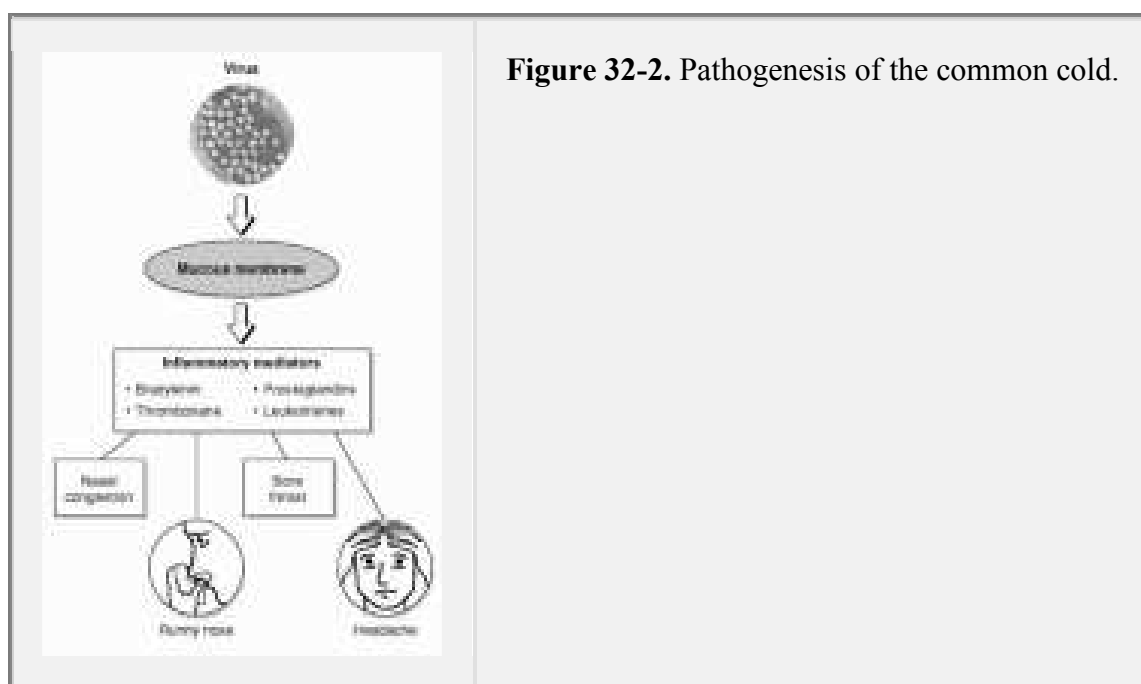 Figure 32-2. Pathogenesis of the common cold.
Virus
Mucous membrane
Inflammatory mediators
• Bradykinin • Prostaglandins
• Thromboxane • Leukotrienes
Nasal
congestion
Sore
throat
Runny nose
Headache